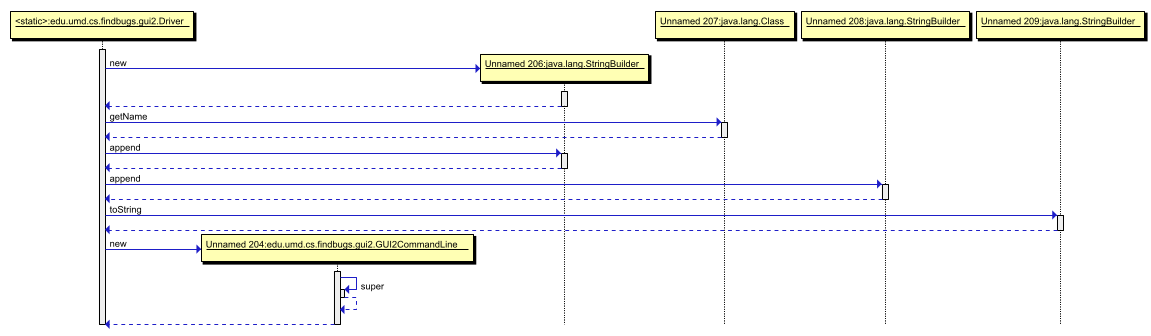 <static>:edu.umd.cs.findbugs.gui2.Driver
Unnamed 207:java.lang.Class
Unnamed 208:java.lang.StringBuilder
Unnamed 209:java.lang.StringBuilder
new
Unnamed 206:java.lang.StringBuilder
getName
append
append
toString
new
Unnamed 204:edu.umd.cs.findbugs.gui2.GUI2CommandLine
super